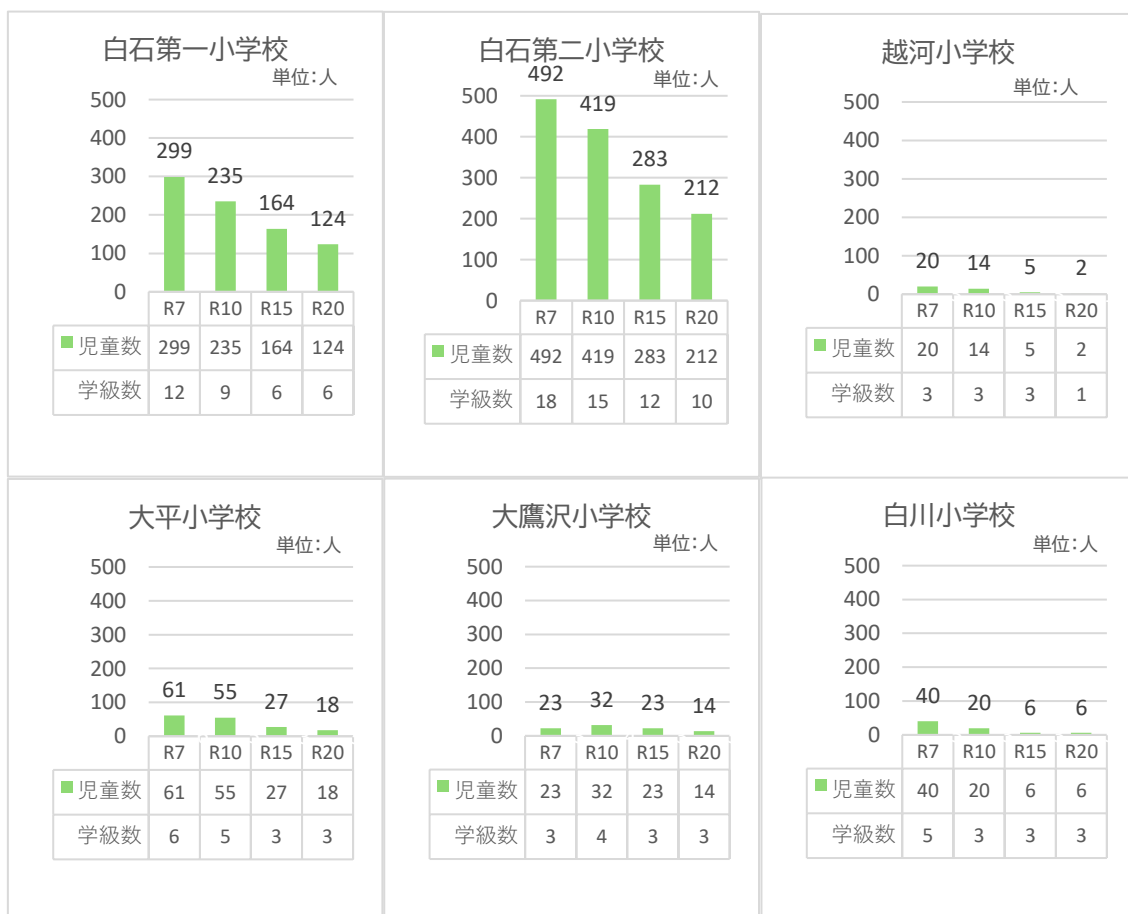 白石第一小学校
単位：人
500
400
300
200
100
0
299
235
164
124
R7 R10 R15 R20
児童数 299 235 164 124
学級数 12 9 6 6
白石第二小学校
単位：人
500
400
300
200
100
0
492
419
283
212
R7 R10 R15 R20
児童数 492 419 283 212
学級数 18 15 12 10
越河小学校
単位：人
500
400
300
200
100
0
20 14 5 2
R7 R10 R15 R20
児童数 20 14 5 2
学級数 3 3 3 1
大平小学校
単位：人
500
400
300
200
100
0
61 55 27 18
R7 R10 R15 R20
児童数 61 55 27 18
学級数 6 5 3 3
大鷹沢小学校
単位：人
500
400
300
200
100
0
23 32 23 14
R7 R10 R15 R20
児童数 23 32 23 14
学級数 3 4 3 3
白川小学校
単位：人
500
400
300
200
100
0
40 20 6 6
R7 R10 R15 R20
児童数 40 20 6 6
学級数 5 3 3 3